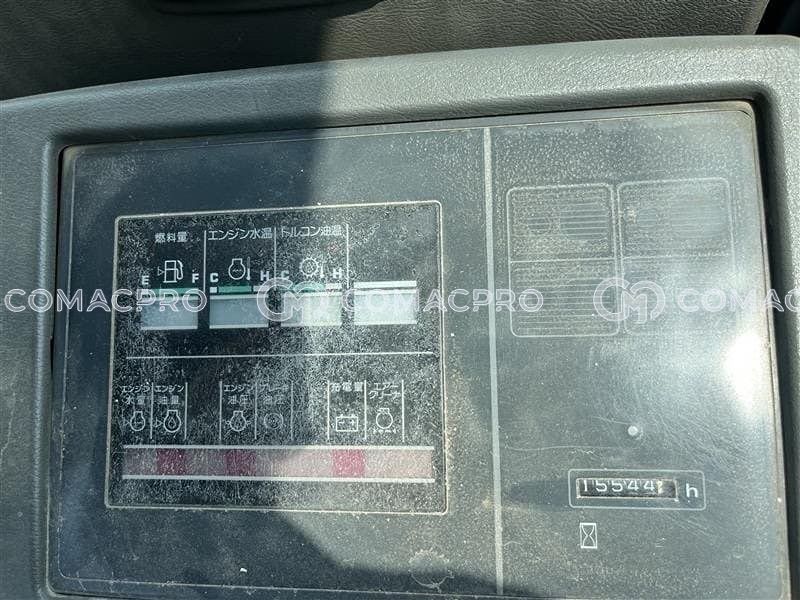 燃料量 エンジン水温 トルコン油温
E F C H C H
COMACPRO COMACPRO COMACPRO
エンジン水量 エンジン油量 エンジン油圧 ブレーキ油圧 充電量 エアークリーナ
15544 h